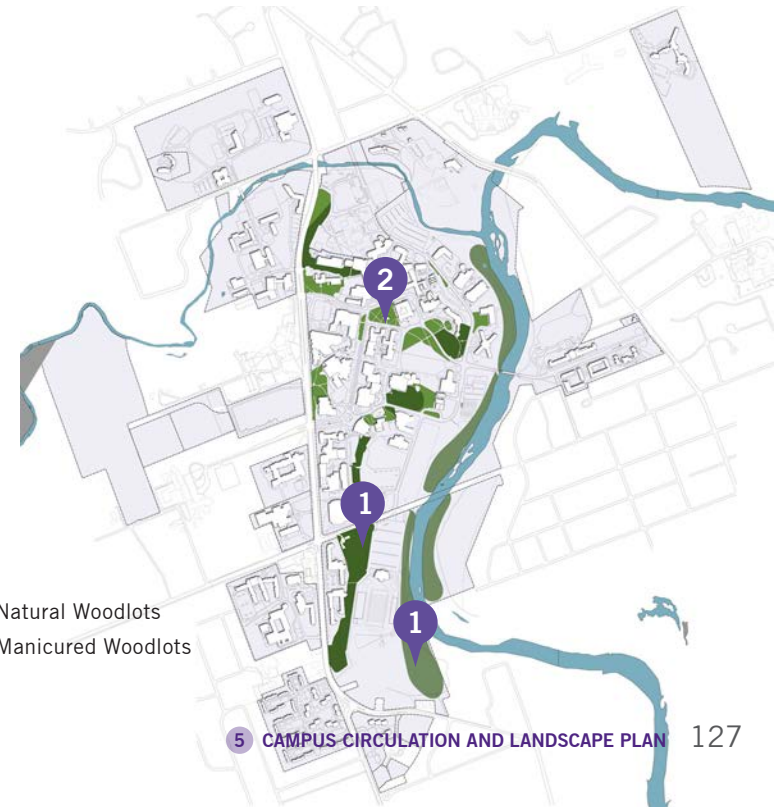 2
1
1
Natural Woodlots
Manicured Woodlots
5 CAMPUS CIRCULATION AND LANDSCAPE PLAN 127